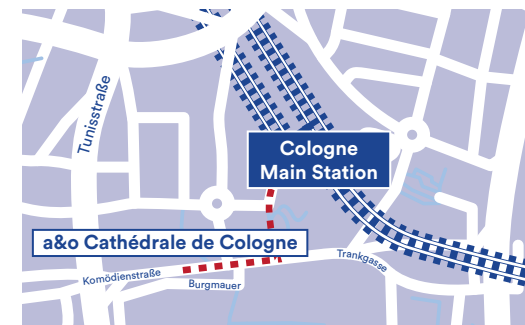 Tunisstraße
Cologne
Main Station
a&o Cathédrale de Cologne
Komödienstraße
Burgmauer
Trankgasse